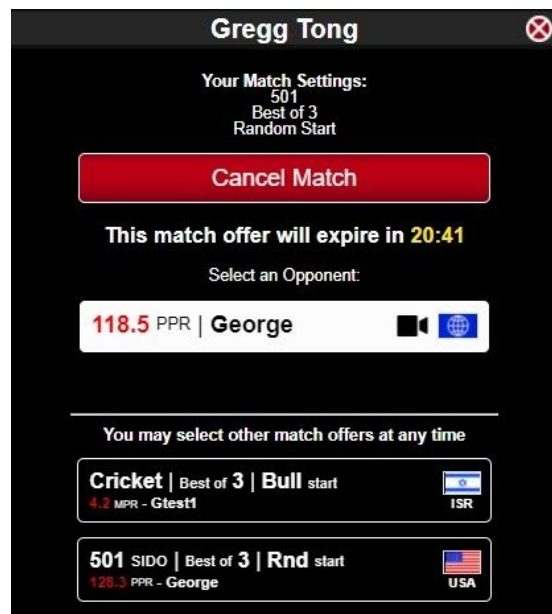 Gregg Tong
Your Match Settings:
501
Best of 3
Random Start
Cancel Match
This match offer will expire in 20:41
Select an Opponent:
118.5 PPR | George
You may select other match offers at any time
Cricket | Best of 3 | Bull start
4.2 MPR - Gtest1
ISR
501 SIDO | Best of 3 | Rnd start
128.3 PPR - George
USA